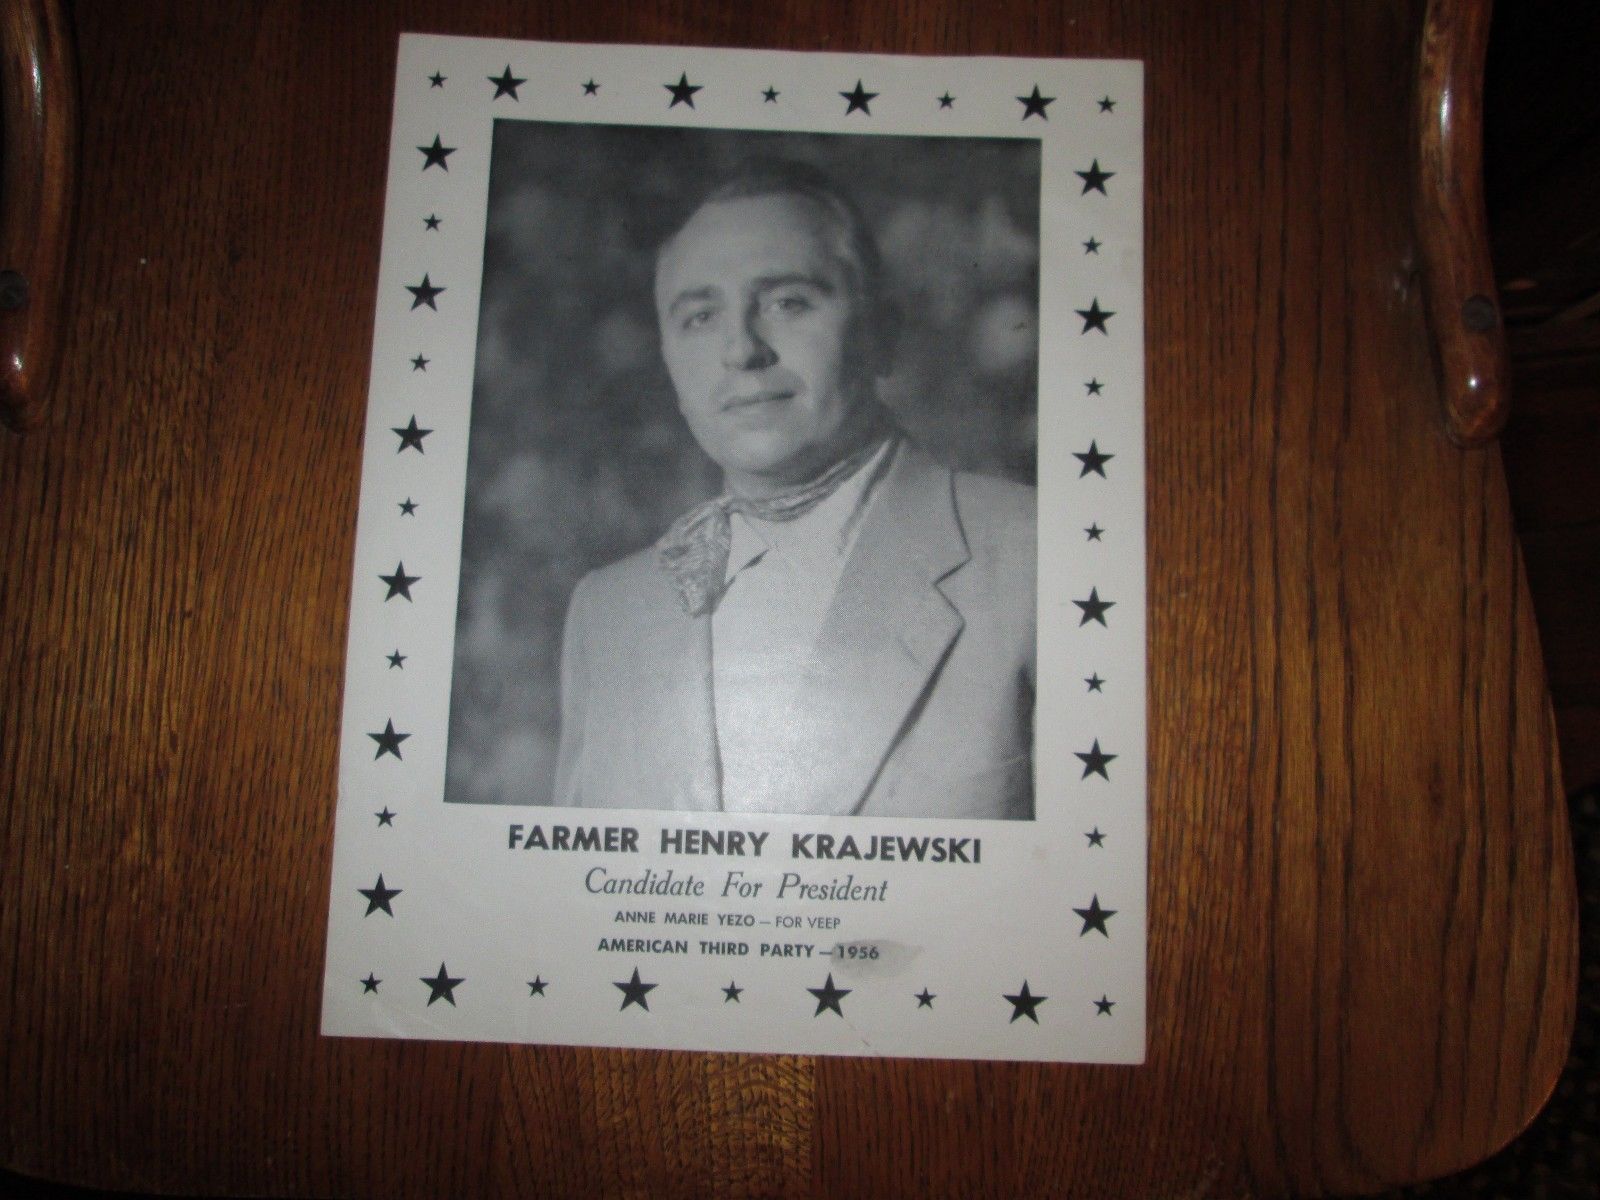 FARMER HENRY KRAJEWSKI
Candidate For President
ANNE MARIE YEZO — FOR VEEP
AMERICAN THIRD PARTY — 1956